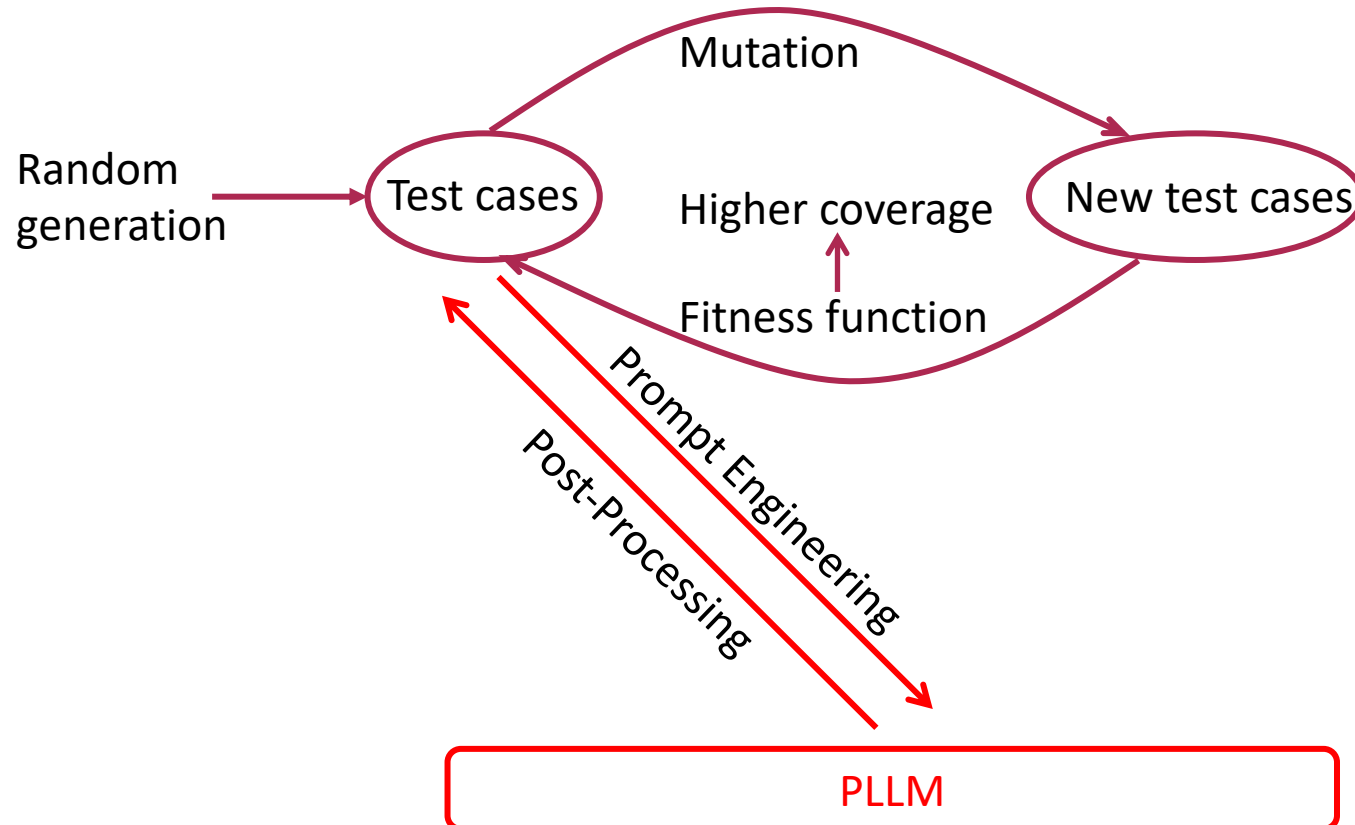 Mutation
Random
generation
Test cases
Higher coverage
New test cases
Fitness function
Prompt Engineering
Post-Processing
PLLM